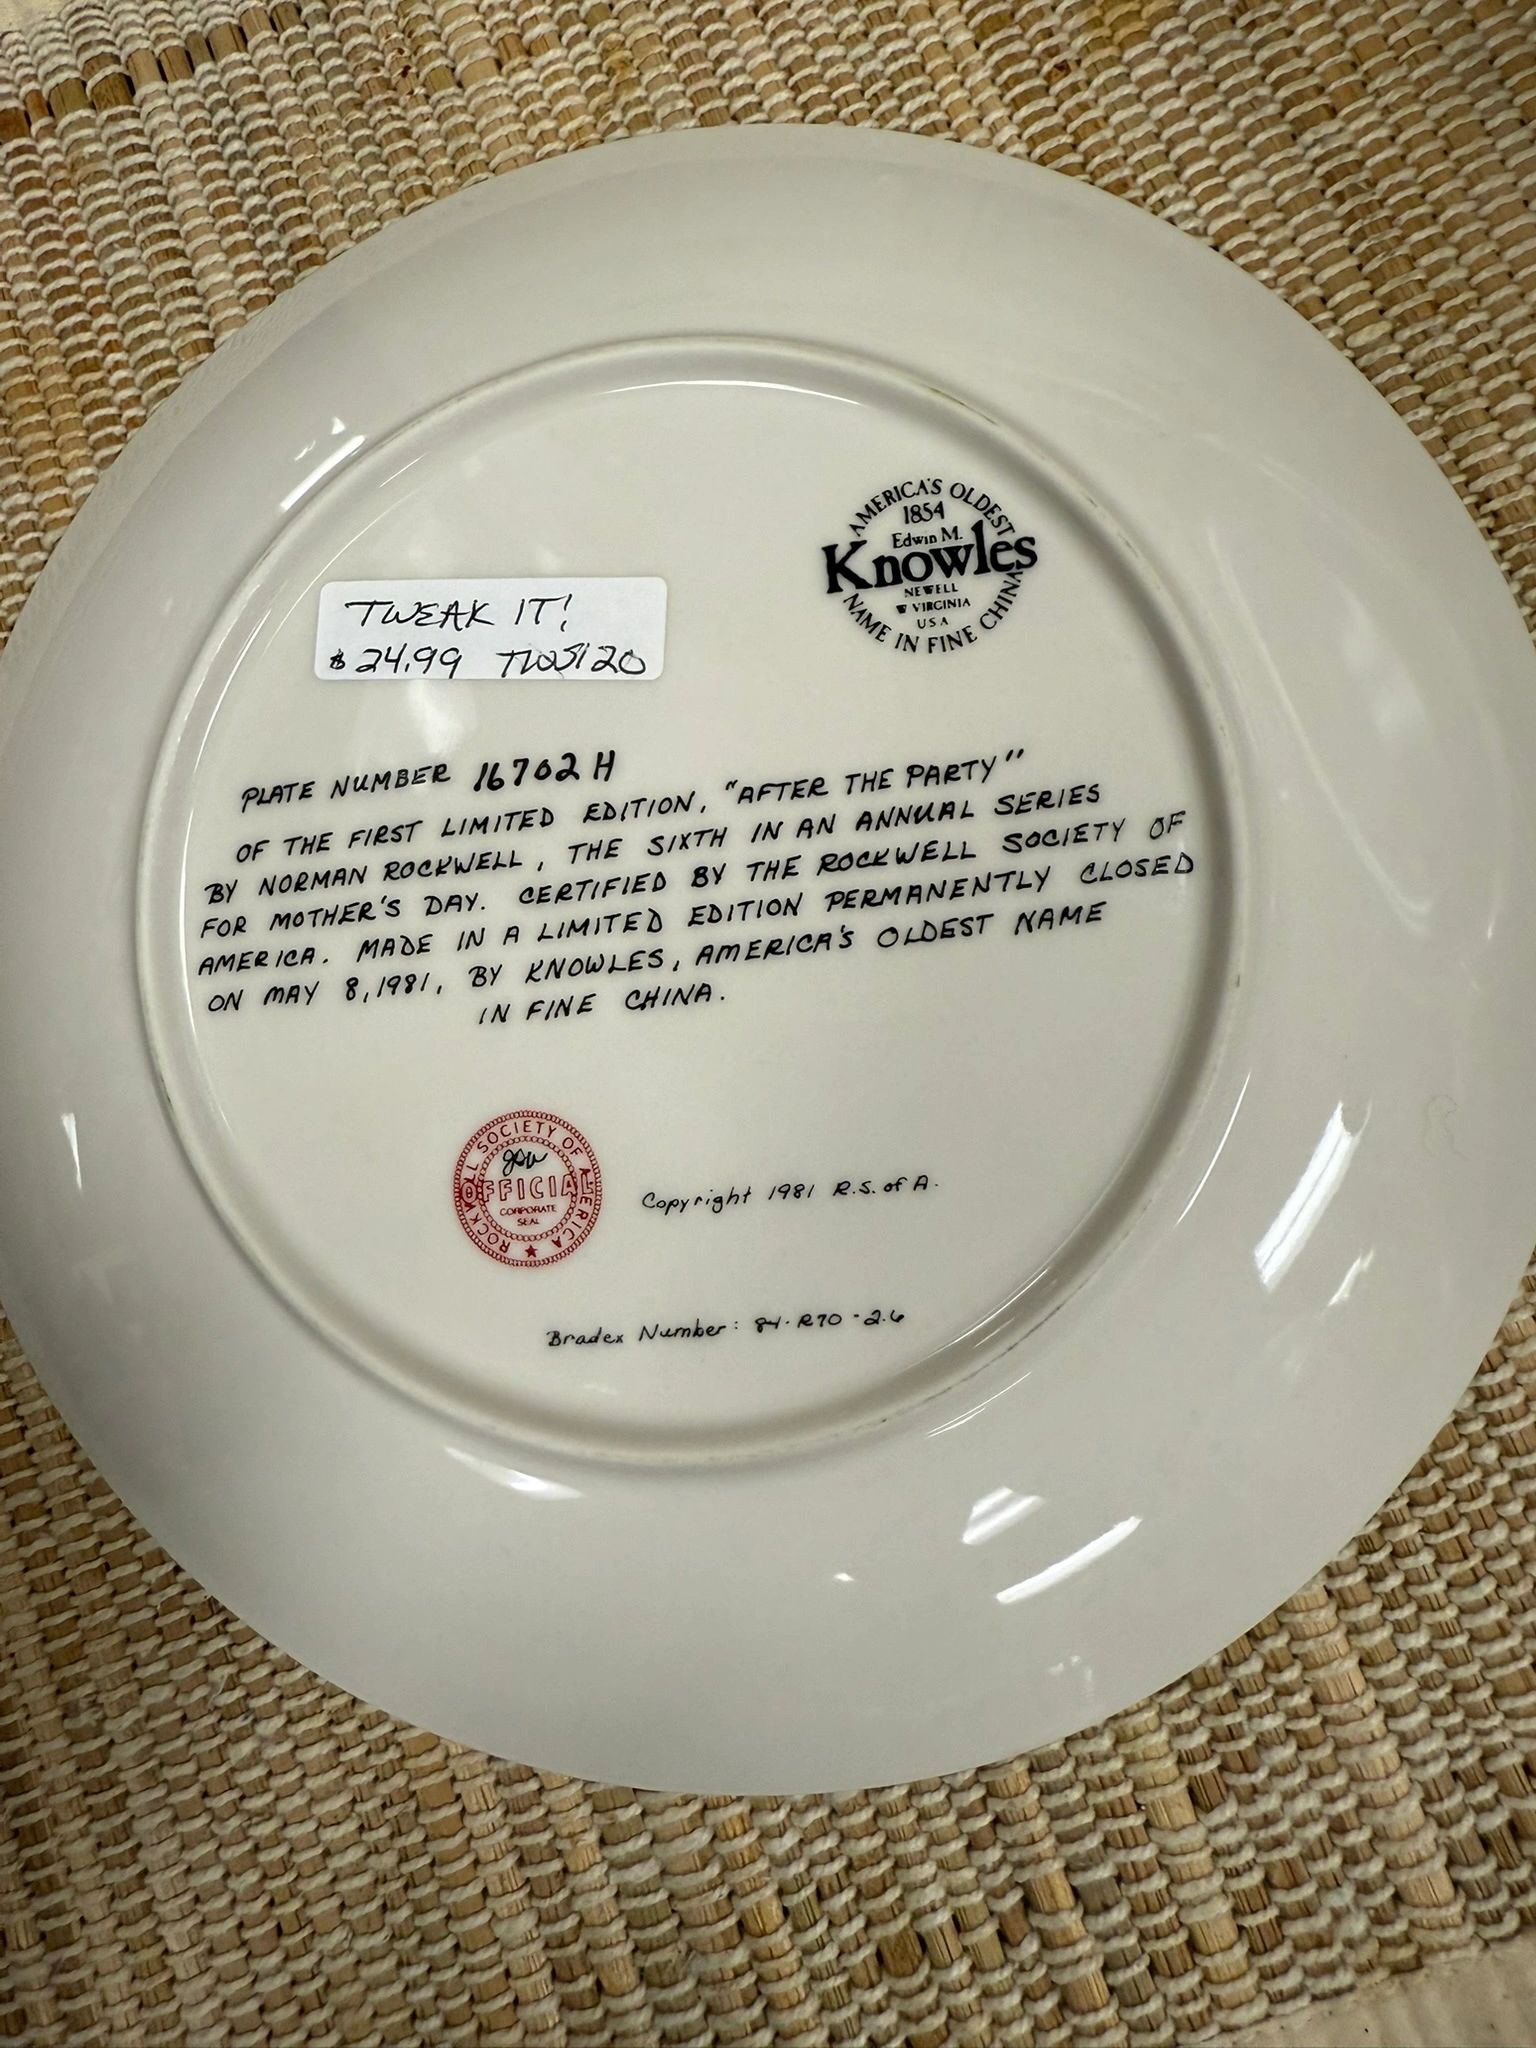 AMERICA'S OLDEST
1854
Edwin M.
Knowles
NEWELL
W VIRGINIA
USA
NAME IN FINE CHINA
TWEAK IT!
$24.99 TWS120
PLATE NUMBER 16702H
OF THE FIRST LIMITED EDITION, "AFTER THE PARTY"
BY NORMAN ROCKWELL, THE SIXTH IN AN ANNUAL SERIES
FOR MOTHER'S DAY. CERTIFIED BY THE ROCKWELL SOCIETY OF
AMERICA. MADE IN A LIMITED EDITION PERMANENTLY CLOSED
ON MAY 8, 1981, BY KNOWLES, AMERICA'S OLDEST NAME
IN FINE CHINA.
ROCKWELL SOCIETY OF AMERICA
OFFICIAL
CORPORATE
SEAL
Copyright 1981 R.S. of A.
Bradex Number: 84-R70-2.6